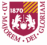 1870
AD • MAIOREM • DEI • GLORIAM